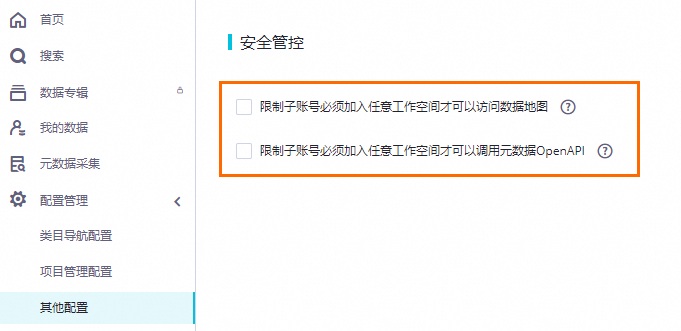 首页
搜索
数据专辑
我的数据
元数据采集
配置管理
类目导航配置
项目管理配置
其他配置
安全管控
限制子账号必须加入任意工作空间才可以访问数据地图 ?
限制子账号必须加入任意工作空间才可以调用元数据OpenAPI ?